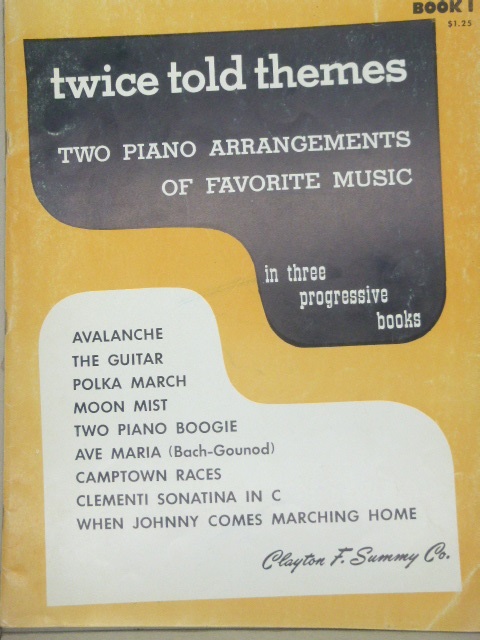 BOOK I
$1.25
twice told themes
TWO PIANO ARRANGEMENTS
OF FAVORITE MUSIC
in three
progressive
books
AVALANCHE
THE GUITAR
POLKA MARCH
MOON MIST
TWO PIANO BOOGIE
AVE MARIA (Bach-Gounod)
CAMPTOWN RACES
CLEMENTI SONATINA IN C
WHEN JOHNNY COMES MARCHING HOME
Clayton F. Summy Co.